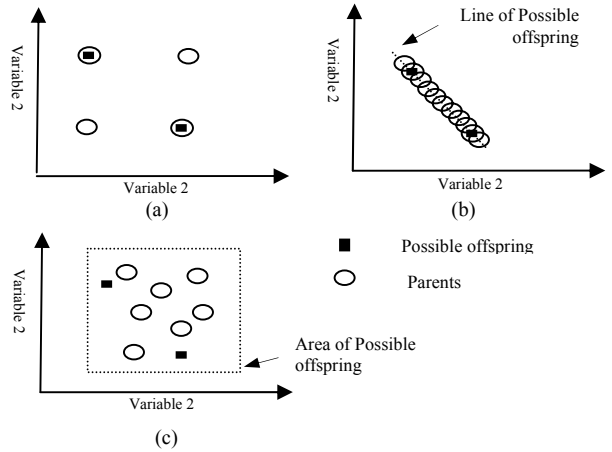 Variable 2
Variable 2
(a)
Line of Possible
offspring
Variable 2
Variable 2
(b)
Variable 2
Variable 2
(c)
Possible offspring
Parents
Area of Possible
offspring